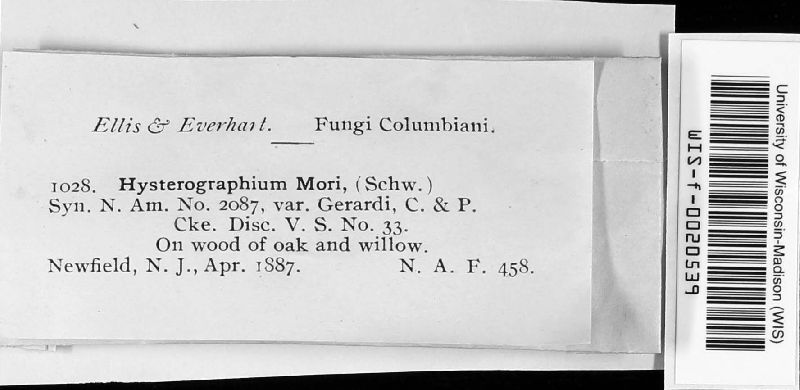 Ellis & Everhart. Fungi Columbiani.
1028. Hysterographium Mori, (Schw.)
Syn. N. Am. No. 2087, var. Gerardi, C. & P.
Cke. Disc. V. S. No. 33.
On wood of oak and willow.
Newfield, N. J., Apr. 1887. N. A. F. 458.
University of Wisconsin-Madison (WIS)
WIS-f-0020539